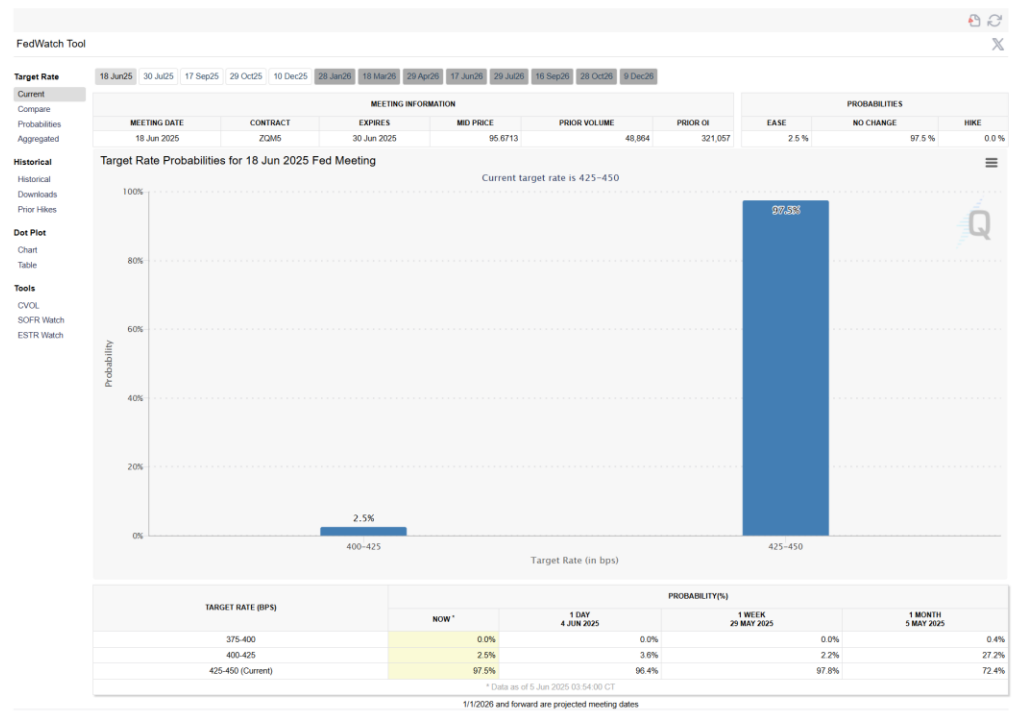 FedWatch Tool
Target Rate
Current
Compare
Probabilities
Aggregated
Historical
Historical
Downloads
Prior Hikes
Dot Plot
Chart
Table
Tools
CVOL
SOFR Watch
ESTR Watch
18 Jun25 30 Jul25 17 Sep25 29 Oct25 10 Dec25 28 Jan26 18 Mar26 29 Apr26 17 Jun26 29 Jul26 16 Sep26 28 Oct26 9 Dec26
MEETING INFORMATION
MEETING DATE CONTRACT EXPIRES MID PRICE PRIOR VOLUME PRIOR OI
18 Jun 2025 ZQM5 30 Jun 2025 95.6713 48,864 321,057
PROBABILITIES
EASE NO CHANGE HIKE
2.5 % 97.5 % 0.0 %
Target Rate Probabilities for 18 Jun 2025 Fed Meeting
Current target rate is 425-450
Probability
100%
80%
60%
40%
20%
0%
97.5%
2.5%
400-425 425-450
Target Rate (in bps)
Q
TARGET RATE (BPS) PROBABILITY(%)
NOW * 1 DAY 1 WEEK 1 MONTH
4 JUN 2025 29 MAY 2025 5 MAY 2025
375-400 0.0% 0.0% 0.0% 0.4%
400-425 2.5% 3.6% 2.2% 27.2%
425-450 (Current) 97.5% 96.4% 97.8% 72.4%
* Data as of 5 Jun 2025 03:54:00 CT
1/1/2026 and forward are projected meeting dates